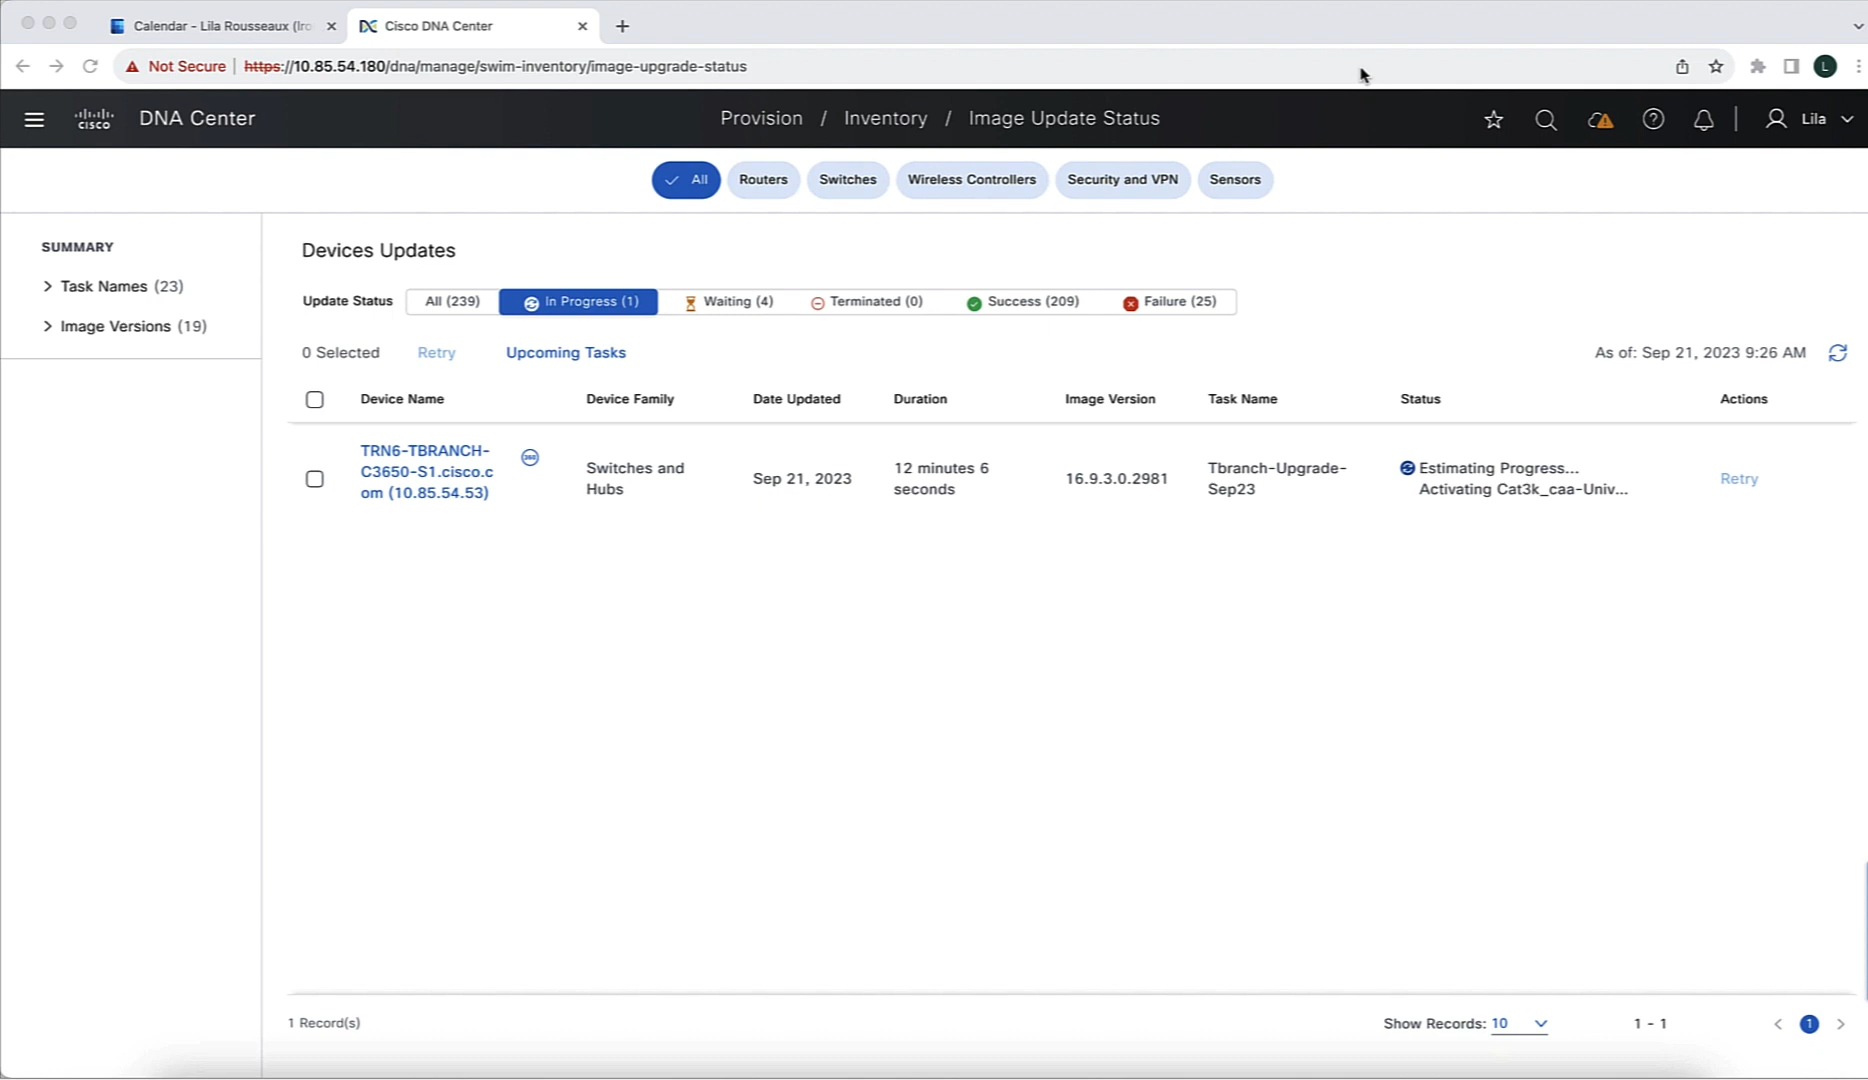 Calendar - Lila Rousseaux (Iro
Cisco DNA Center
Not Secure | https://10.85.54.180/dna/manage/swim-inventory/image-upgrade-status
L
cisco
DNA Center
Provision / Inventory / Image Update Status
Lila
All
Routers
Switches
Wireless Controllers
Security and VPN
Sensors
SUMMARY
Task Names (23)
Image Versions (19)
Devices Updates
Update Status
All (239)
In Progress (1)
Waiting (4)
Terminated (0)
Success (209)
Failure (25)
0 Selected
Retry
Upcoming Tasks
As of: Sep 21, 2023 9:26 AM
Device Name
Device Family
Date Updated
Duration
Image Version
Task Name
Status
Actions
TRN6-TBRANCH-
C3650-S1.cisco.c
om (10.85.54.53)
360
Switches and
Hubs
Sep 21, 2023
12 minutes 6
seconds
16.9.3.0.2981
Tbranch-Upgrade-
Sep23
Estimating Progress...
Activating Cat3k_caa-Univ...
Retry
1 Record(s)
Show Records: 10
1 - 1
1